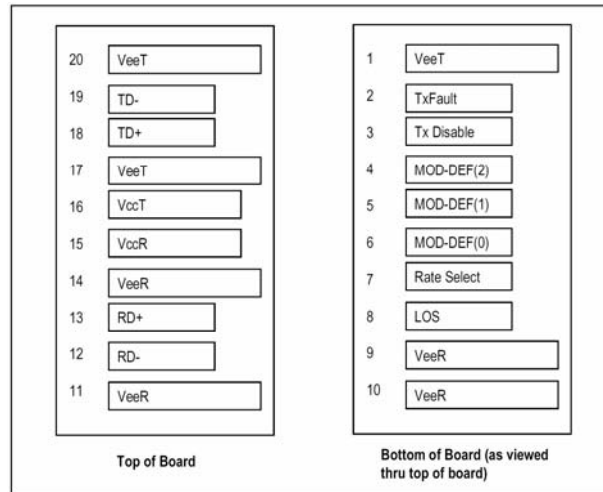 20 VeeT
19 TD-
18 TD+
17 VeeT
16 VccT
15 VccR
14 VeeR
13 RD+
12 RD-
11 VeeR
Top of Board
1 VeeT
2 TxFault
3 Tx Disable
4 MOD-DEF(2)
5 MOD-DEF(1)
6 MOD-DEF(0)
7 Rate Select
8 LOS
9 VeeR
10 VeeR
Bottom of Board (as viewed
thru top of board)